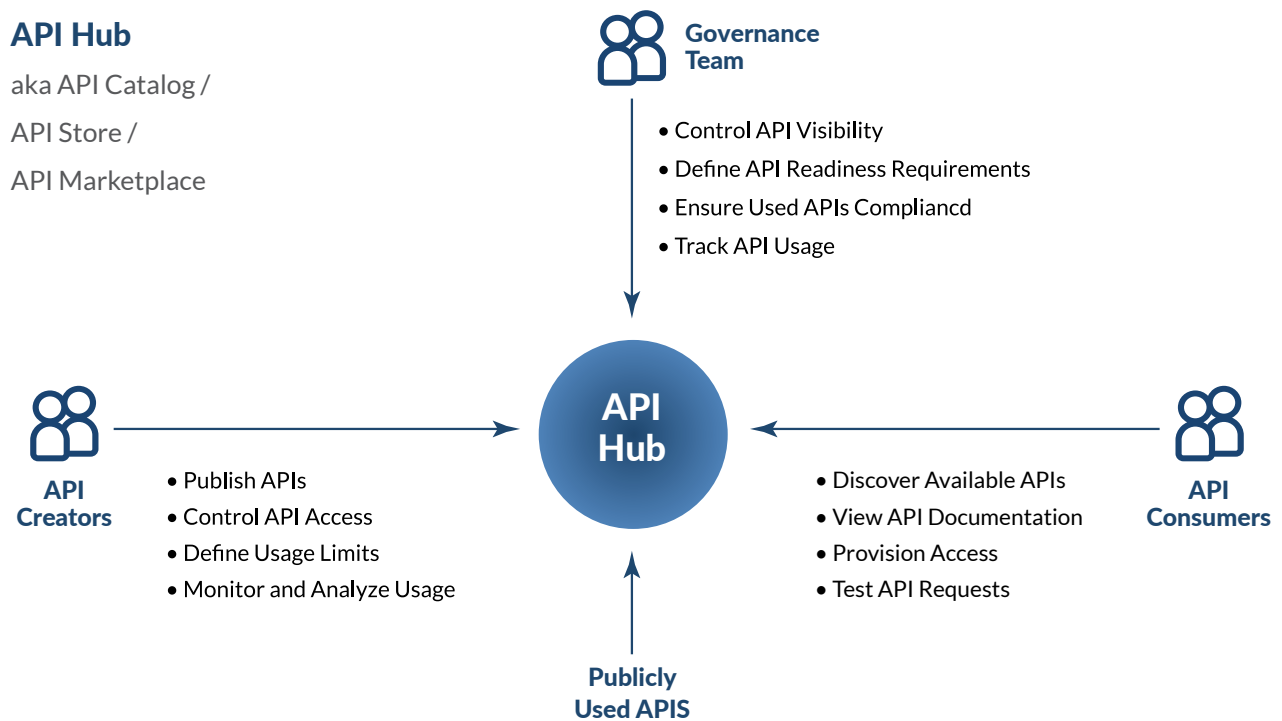 API Hub
aka API Catalog /
API Store /
API Marketplace
Governance
Team
• Control API Visibility
• Define API Readiness Requirements
• Ensure Used APIs Compliancd
• Track API Usage
API
Hub
API
Creators
• Publish APIs
• Control API Access
• Define Usage Limits
• Monitor and Analyze Usage
• Discover Available APIs
• View API Documentation
• Provision Access
• Test API Requests
API
Consumers
Publicly
Used APIS